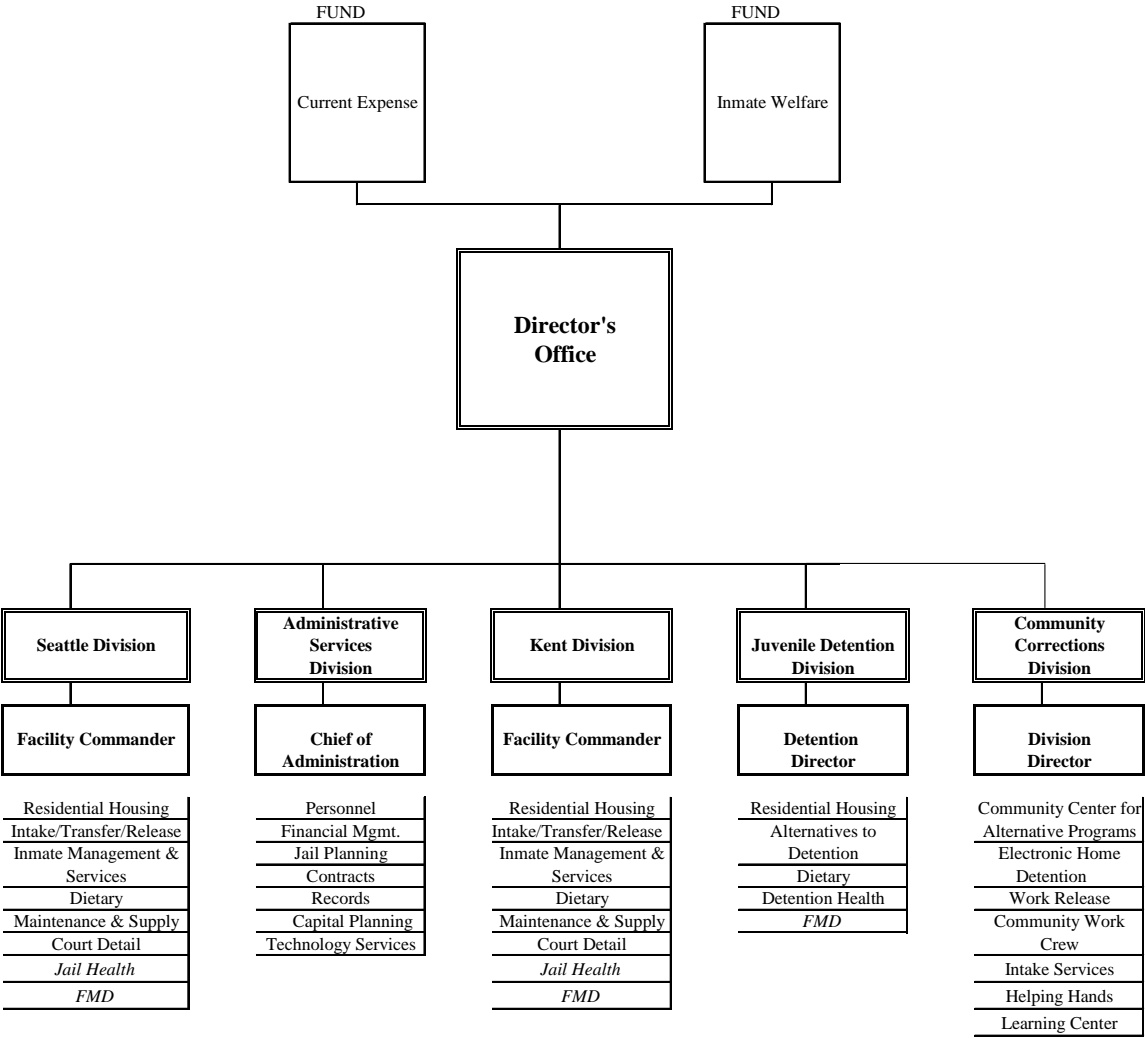 FUND
FUND
Current Expense
Inmate Welfare
Director's
Office
Seattle Division
Administrative
Services
Division
Kent Division
Juvenile Detention
Division
Community
Corrections
Division
Facility Commander
Chief of
Administration
Facility Commander
Detention
Director
Division
Director
Residential Housing
Intake/Transfer/Release
Inmate Management &
Services
Dietary
Maintenance & Supply
Court Detail
Jail Health
FMD
Personnel
Financial Mgmt.
Jail Planning
Contracts
Records
Capital Planning
Technology Services
Residential Housing
Intake/Transfer/Release
Inmate Management &
Services
Dietary
Maintenance & Supply
Court Detail
Jail Health
FMD
Residential Housing
Alternatives to
Detention
Dietary
Detention Health
FMD
Community Center for
Alternative Programs
Electronic Home
Detention
Work Release
Community Work
Crew
Intake Services
Helping Hands
Learning Center